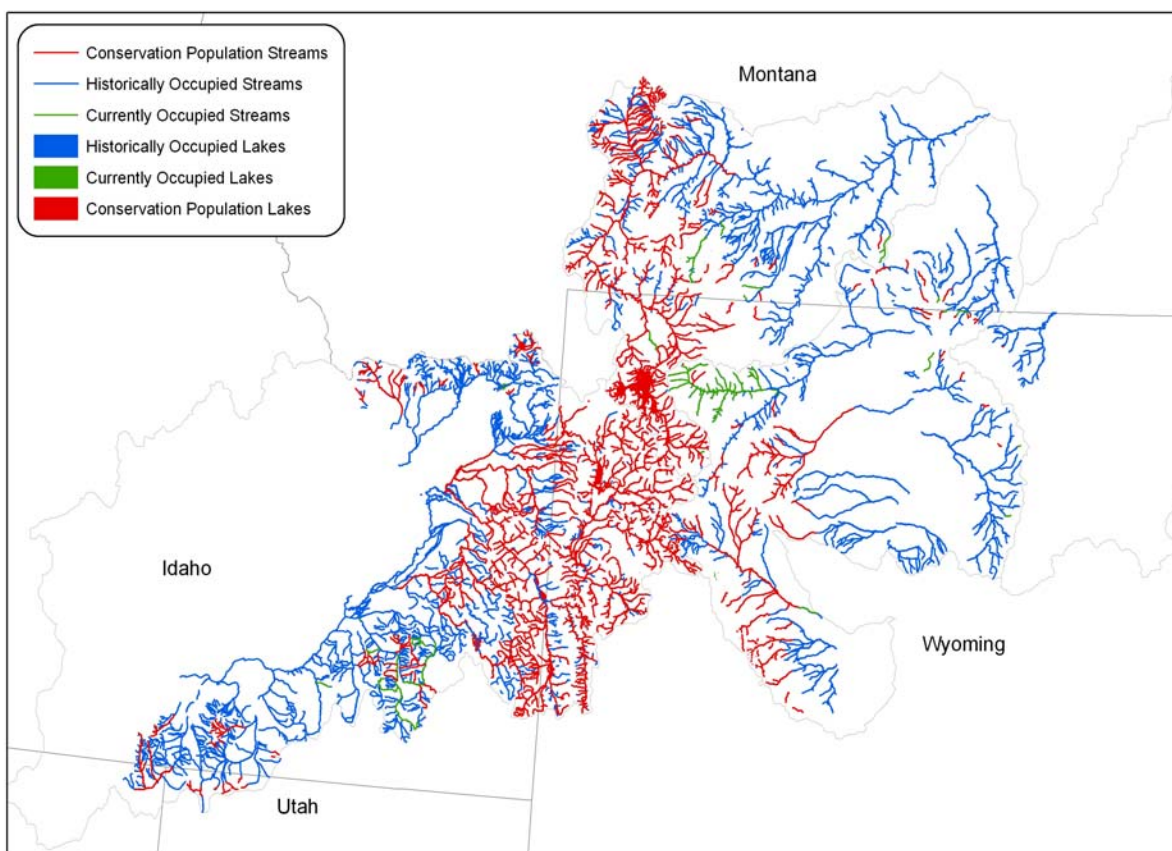 Conservation Population Streams
Historically Occupied Streams
Currently Occupied Streams
Historically Occupied Lakes
Currently Occupied Lakes
Conservation Population Lakes
Montana
Idaho
Wyoming
Utah